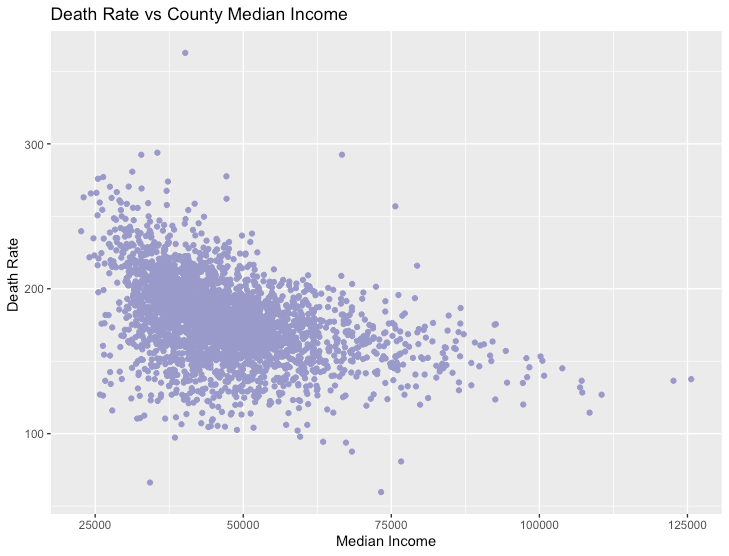 Death Rate vs County Median Income
Death Rate
300
200
100
25000 50000 75000 100000 125000
Median Income